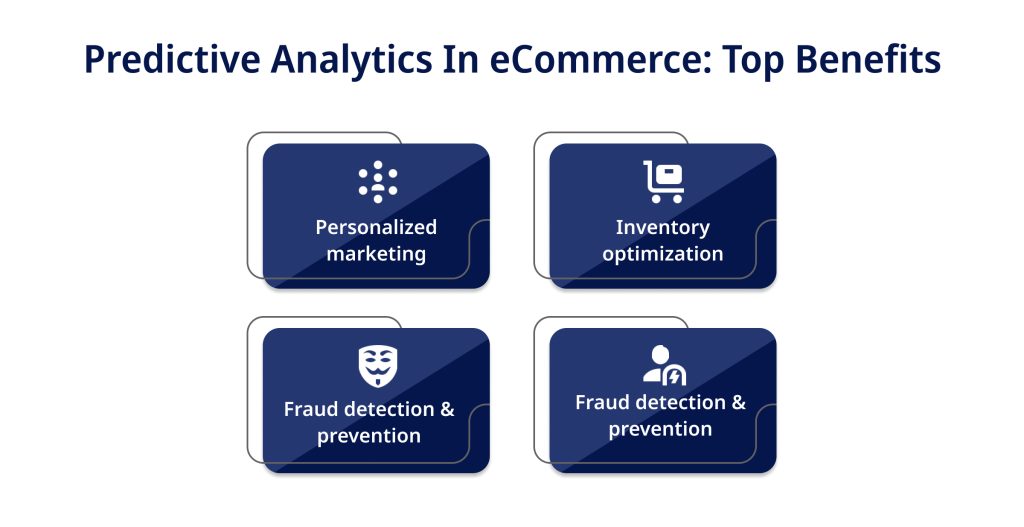 Predictive Analytics In eCommerce: Top Benefits
Personalized
marketing
Inventory
optimization
Fraud detection &
prevention
Fraud detection &
prevention